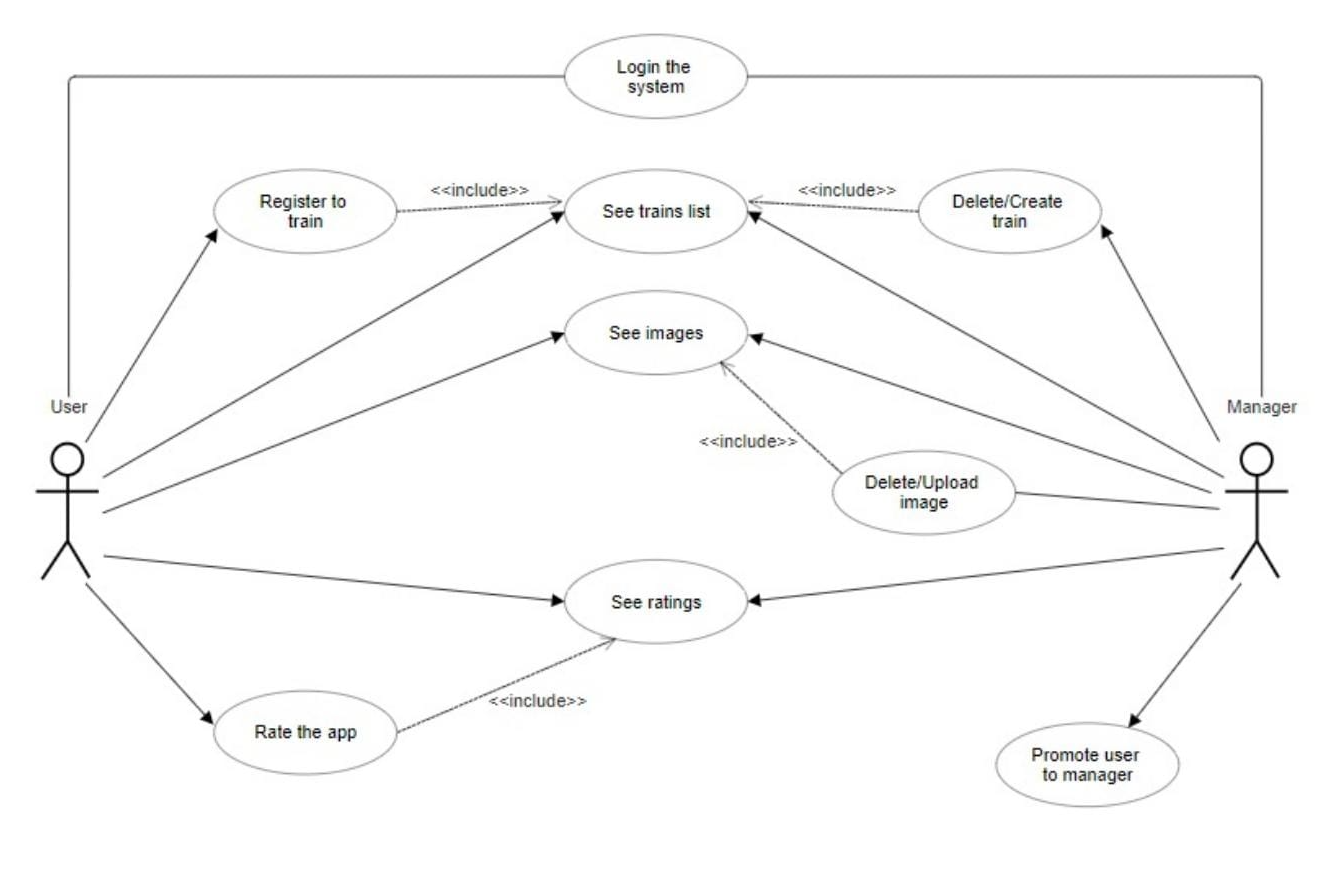 Login the
system
<<include>>
<<include>>
Register to
train
See trains list
Delete/Create
train
See images
User
Manager
<<include>>
Delete/Upload
image
See ratings
<<include>>
Rate the app
Promote user
to manager